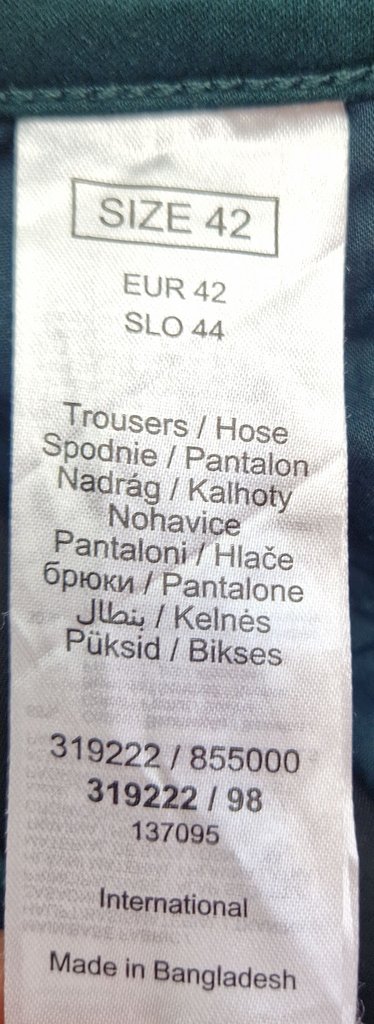 SIZE 42
EUR 42
SLO 44
Trousers / Hose
Spodnie / Pantalon
Nadrág / Kalhoty
Nohavice
Pantaloni / Hlače
брюки / Pantalone
بنطال / Kelnės
Püksid / Bikses
319222 / 855000
319222 / 98
137095
International
Made in Bangladesh